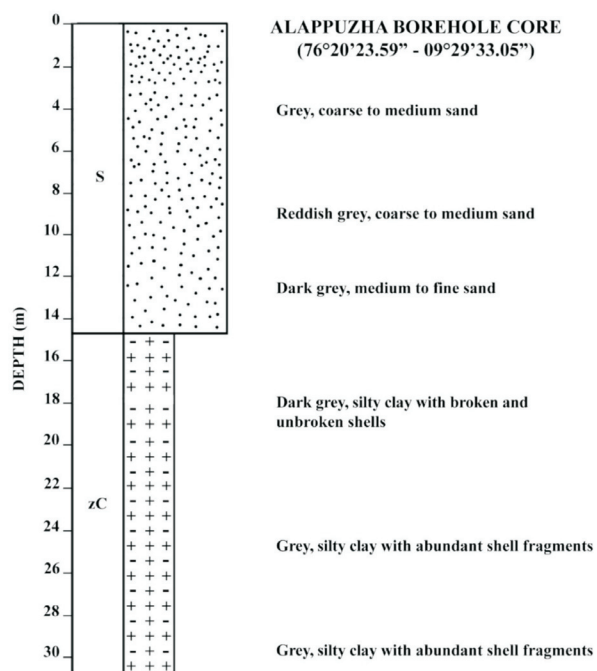 ALAPPUZHA BOREHOLE CORE
(76°20’23.59” - 09°29’33.05”)
0
2
4
6
8
10
12
14
16
18
20
22
24
26
28
30
DEPTH (m)
S
zC
Grey, coarse to medium sand
Reddish grey, coarse to medium sand
Dark grey, medium to fine sand
Dark grey, silty clay with broken and
unbroken shells
Grey, silty clay with abundant shell fragments
Grey, silty clay with abundant shell fragments